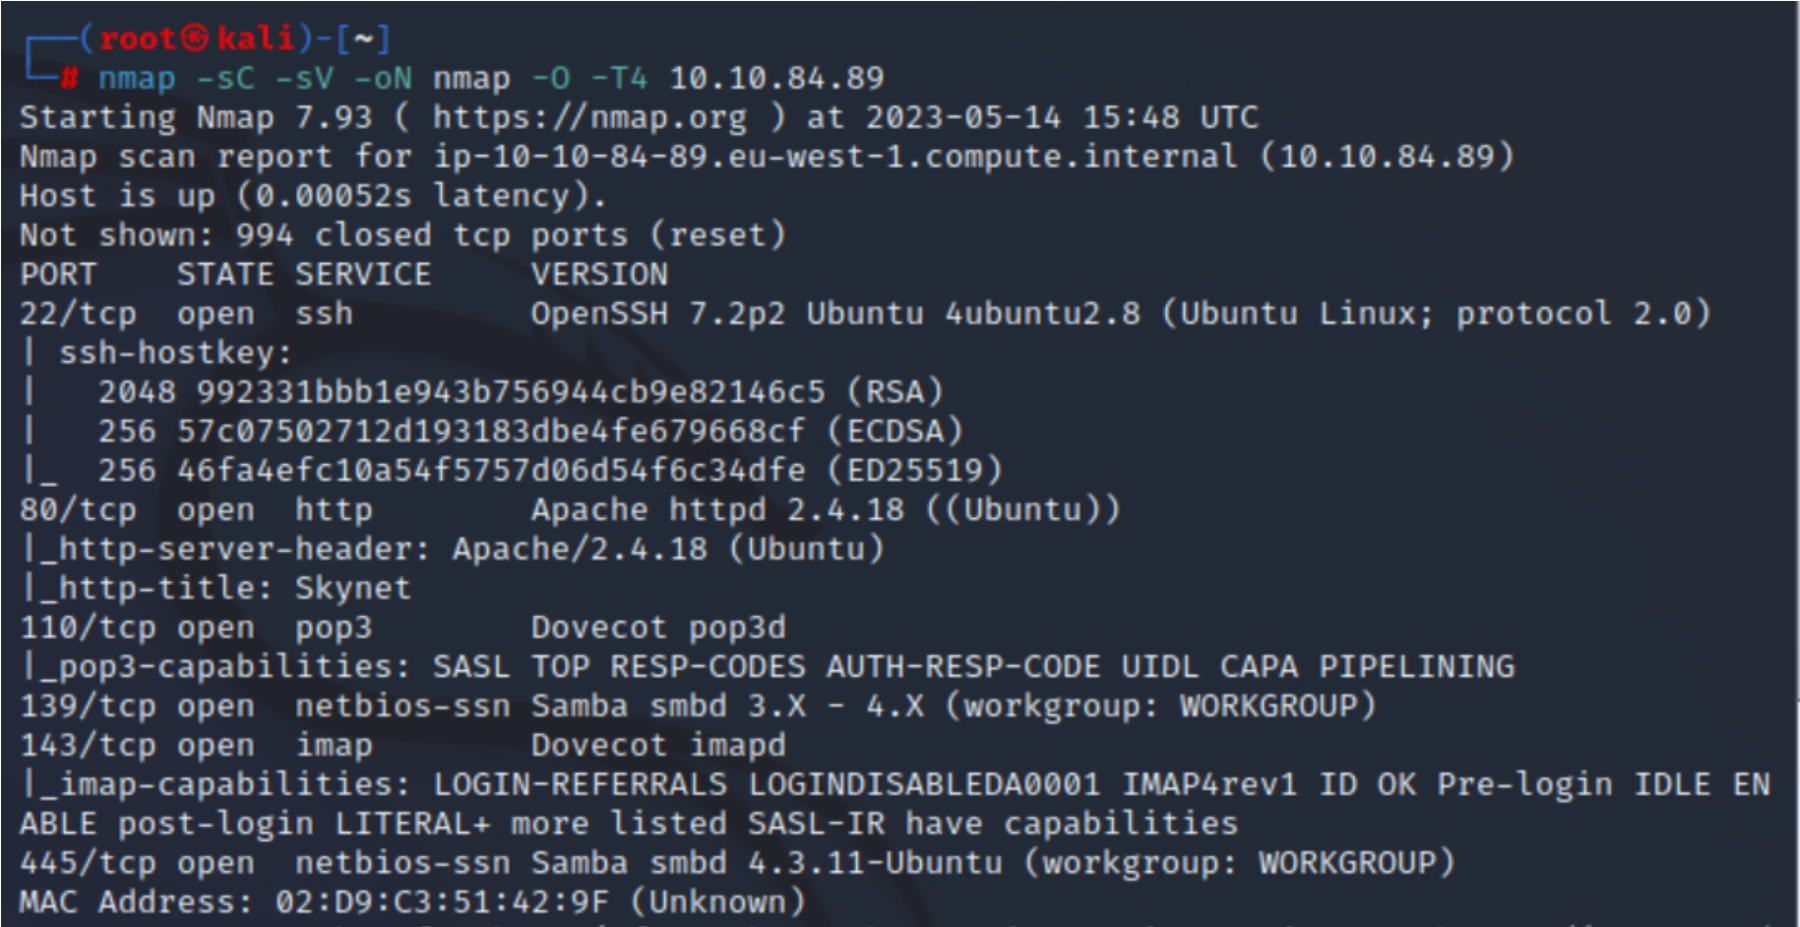 (root㉿kali)-[~]
# nmap -sC -sV -oN nmap -O -T4 10.10.84.89
Starting Nmap 7.93 ( https://nmap.org ) at 2023-05-14 15:48 UTC
Nmap scan report for ip-10-10-84-89.eu-west-1.compute.internal (10.10.84.89)
Host is up (0.00052s latency).
Not shown: 994 closed tcp ports (reset)
PORT    STATE SERVICE     VERSION
22/tcp  open  ssh         OpenSSH 7.2p2 Ubuntu 4ubuntu2.8 (Ubuntu Linux; protocol 2.0)
| ssh-hostkey:
|   2048 992331bbb1e943b756944cb9e82146c5 (RSA)
|   256 57c07502712d193183dbe4fe679668cf (ECDSA)
|_  256 46fa4efc10a54f5757d06d54f6c34dfe (ED25519)
80/tcp  open  http        Apache httpd 2.4.18 ((Ubuntu))
|_http-server-header: Apache/2.4.18 (Ubuntu)
|_http-title: Skynet
110/tcp open  pop3        Dovecot pop3d
|_pop3-capabilities: SASL TOP RESP-CODES AUTH-RESP-CODE UIDL CAPA PIPELINING
139/tcp open  netbios-ssn Samba smbd 3.X - 4.X (workgroup: WORKGROUP)
143/tcp open  imap        Dovecot imapd
|_imap-capabilities: LOGIN-REFERRALS LOGINDISABLEDA0001 IMAP4rev1 ID OK Pre-login IDLE EN
ABLE post-login LITERAL+ more listed SASL-IR have capabilities
445/tcp open  netbios-ssn Samba smbd 4.3.11-Ubuntu (workgroup: WORKGROUP)
MAC Address: 02:D9:C3:51:42:9F (Unknown)